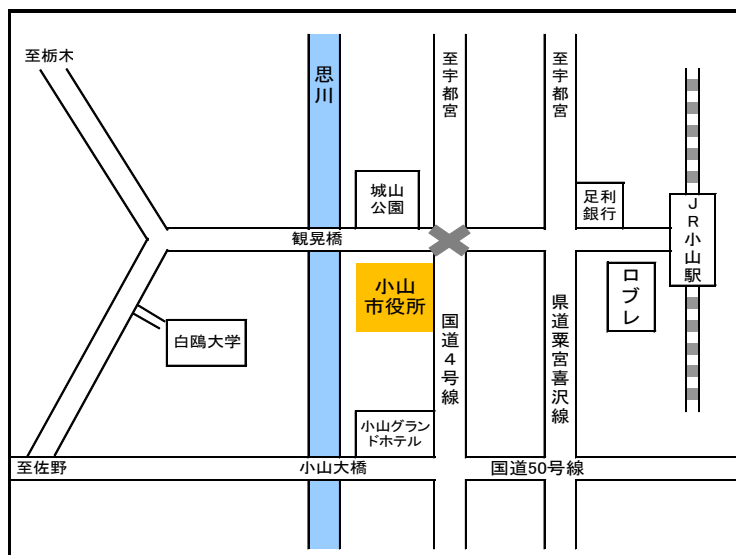 至栃木
思川
至宇都宮
至宇都宮
城山
公園
足利
銀行
JR小山駅
観晃橋
小山
市役所
ロブレ
国道4号線
県道粟宮喜沢線
白鴎大学
小山グラン
ドホテル
至佐野
小山大橋
国道50号線